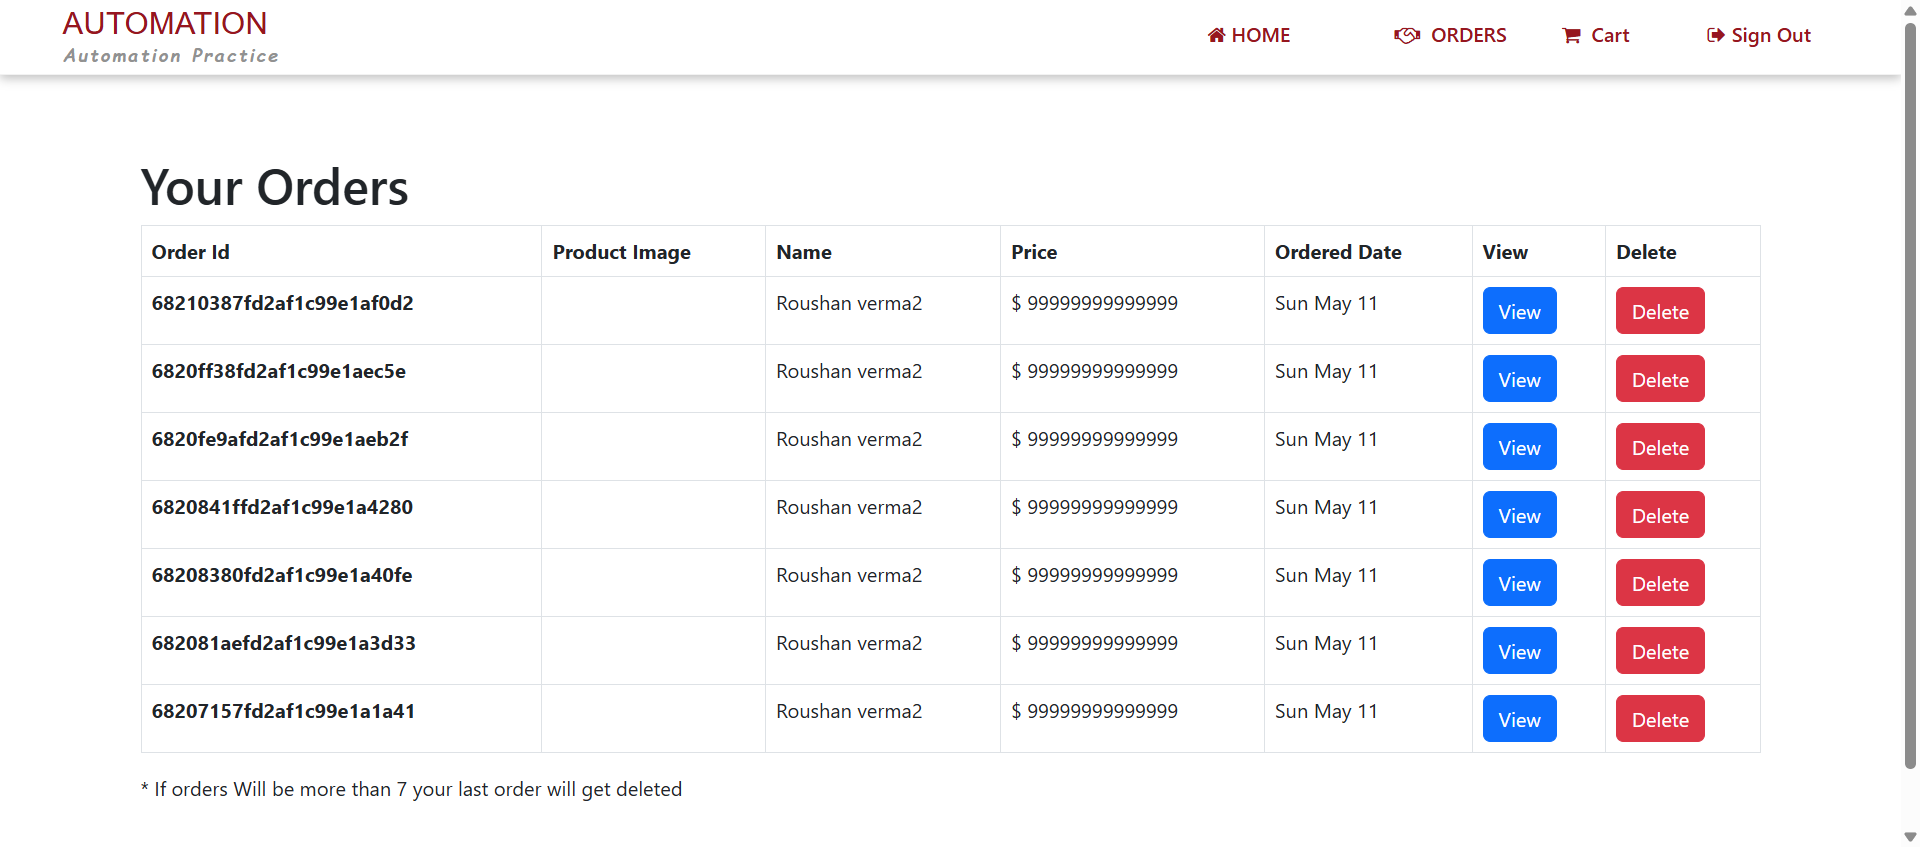 AUTOMATION
Automation Practice
HOME ORDERS Cart Sign Out
Your Orders
Order Id Product Image Name Price Ordered Date View Delete
68210387fd2af1c99e1af0d2 Roushan verma2 $ 99999999999999 Sun May 11 View Delete
6820ff38fd2af1c99e1aec5e Roushan verma2 $ 99999999999999 Sun May 11 View Delete
6820fe9afd2af1c99e1aeb2f Roushan verma2 $ 99999999999999 Sun May 11 View Delete
6820841ffd2af1c99e1a4280 Roushan verma2 $ 99999999999999 Sun May 11 View Delete
68208380fd2af1c99e1a40fe Roushan verma2 $ 99999999999999 Sun May 11 View Delete
682081aefd2af1c99e1a3d33 Roushan verma2 $ 99999999999999 Sun May 11 View Delete
68207157fd2af1c99e1a1a41 Roushan verma2 $ 99999999999999 Sun May 11 View Delete
* If orders Will be more than 7 your last order will get deleted